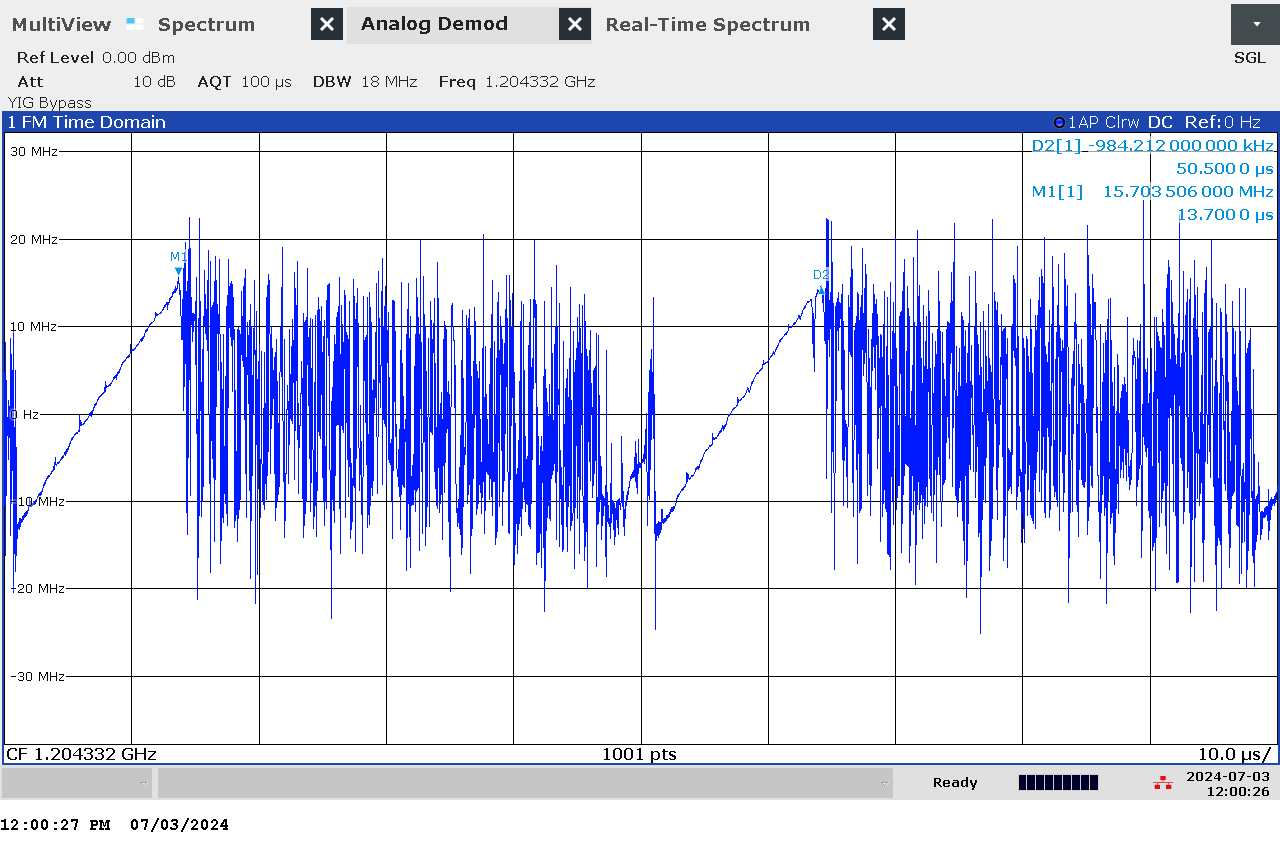 MultiView Spectrum Analog Demod Real-Time Spectrum
Ref Level 0.00 dBm
SGL
Att 10 dB AQT 100 µs DBW 18 MHz Freq 1.204332 GHz
YIG Bypass
1 FM Time Domain 1AP Clrw DC Ref:0 Hz
D2[1] -984.212 000 000 kHz
30 MHz
50.500 0 µs
M1[1] 15.703 506 000 MHz
13.700 0 µs
20 MHz
M1
D2
10 MHz
0 Hz
-10 MHz
-20 MHz
-30 MHz
CF 1.204332 GHz 1001 pts 10.0 µs/
Ready 2024-07-03
12:00:26
12:00:27 PM 07/03/2024